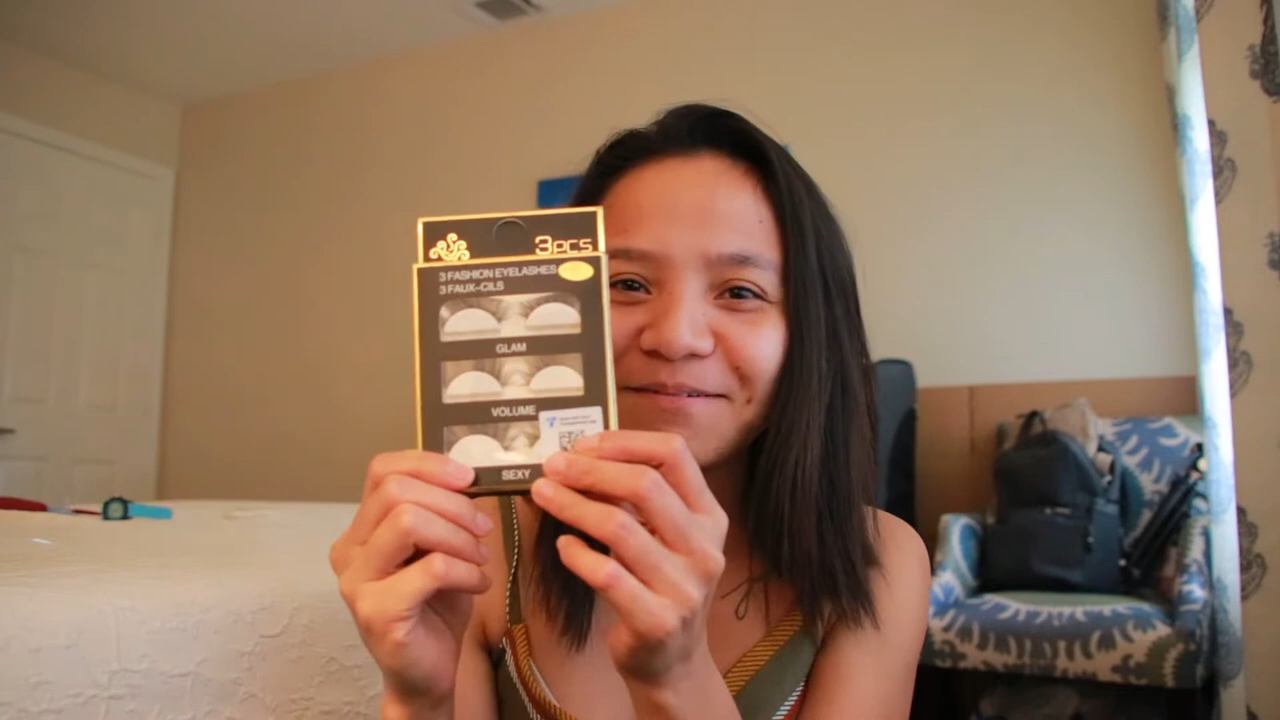 3PCS
3 FASHION EYELASHES
3 FAUX-CILS
GLAM
VOLUME
SEXY